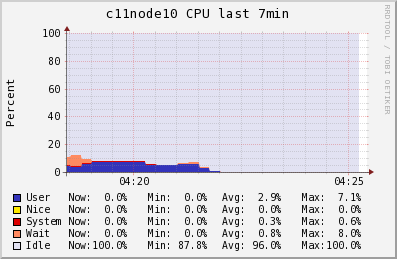 c11node10 CPU last 7min
RRDTOOL / TOBI OETIKER
Percent
100
80
60
40
20
0
04:20 04:25
User Now: 0.0% Min: 0.0% Avg: 2.9% Max: 7.1%
Nice Now: 0.0% Min: 0.0% Avg: 0.0% Max: 0.0%
System Now: 0.0% Min: 0.0% Avg: 0.3% Max: 0.6%
Wait Now: 0.0% Min: 0.0% Avg: 0.8% Max: 8.0%
Idle Now:100.0% Min: 87.8% Avg: 96.0% Max:100.0%